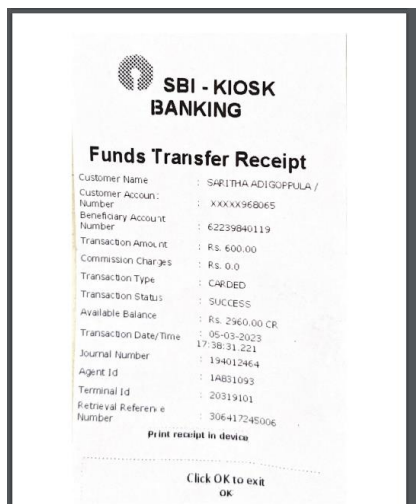 SBI - KIOSK
BANKING
Funds Transfer Receipt
Customer Name : SARITHA ADIGOPPULA /
Customer Account
Number : XXXXX968065
Beneficiary Account
Number : 62239840119
Transaction Amount : Rs. 600.00
Commission Charges : Rs. 0.0
Transaction Type : CARDED
Transaction Status : SUCCESS
Available Balance : Rs. 2960.00 CR
Transaction Date/Time : 05-03-2023
17:38:31.221
Journal Number : 194012464
Agent Id : 1A831093
Terminal Id : 20319101
Retrieval Reference
Number : 306417245006
Print receipt in device
Click OK to exit
OK